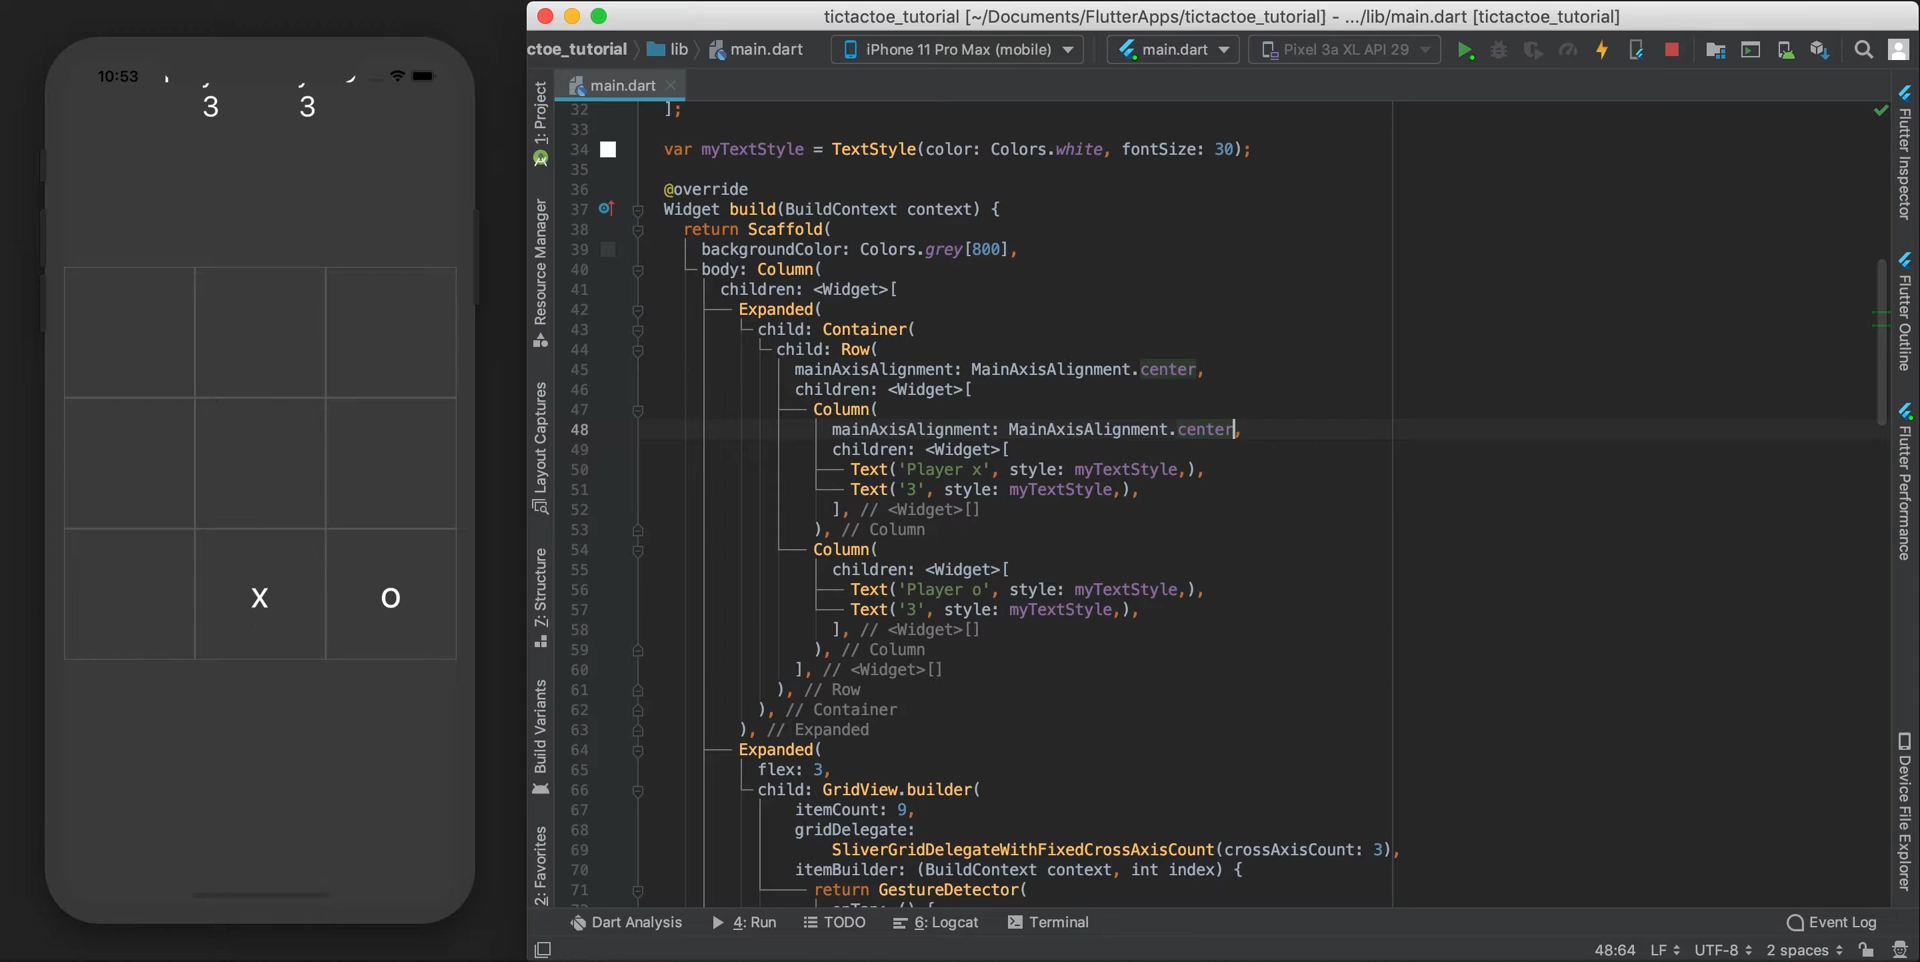 tictactoe_tutorial [~/Documents/FlutterApps/tictactoe_tutorial] - .../lib/main.dart [tictactoe_tutorial]
ctoe_tutorial lib main.dart iPhone 11 Pro Max (mobile) main.dart Pixel 3a XL API 29
main.dart
10:53
3 3
X O
1: Project
Resource Manager
Layout Captures
Z: Structure
Build Variants
2: Favorites
32 ];
33
34 var myTextStyle = TextStyle(color: Colors.white, fontSize: 30);
35
36 @override
37 Widget build(BuildContext context) {
38 return Scaffold(
39 backgroundColor: Colors.grey[800],
40 body: Column(
41 children: <Widget>[
42 Expanded(
43 child: Container(
44 child: Row(
45 mainAxisAlignment: MainAxisAlignment.center,
46 children: <Widget>[
47 Column(
48 mainAxisAlignment: MainAxisAlignment.center,
49 children: <Widget>[
50 Text('Player x', style: myTextStyle,),
51 Text('3', style: myTextStyle,),
52 ], // <Widget>[]
53 ), // Column
54 Column(
55 children: <Widget>[
56 Text('Player o', style: myTextStyle,),
57 Text('3', style: myTextStyle,),
58 ], // <Widget>[]
59 ), // Column
60 ], // <Widget>[]
61 ), // Row
62 ), // Container
63 ), // Expanded
64 Expanded(
65 flex: 3,
66 child: GridView.builder(
67 itemCount: 9,
68 gridDelegate:
69 SliverGridDelegateWithFixedCrossAxisCount(crossAxisCount: 3),
70 itemBuilder: (BuildContext context, int index) {
71 return GestureDetector(
Flutter Inspector
Flutter Outline
Flutter Performance
Device File Explorer
Dart Analysis 4: Run TODO 6: Logcat Terminal Event Log
48:64 LF UTF-8 2 spaces